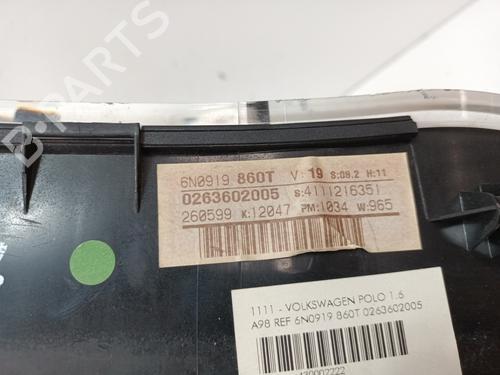 6N0919 860T V: 19 S:08.2 H:11
0263602005 S:4111216351
260599 K:12047 PM:1034 W:965
1111 - VOLKSWAGEN POLO 1.6
A98 REF 6N0919 860T 0263602005
B-PARTS